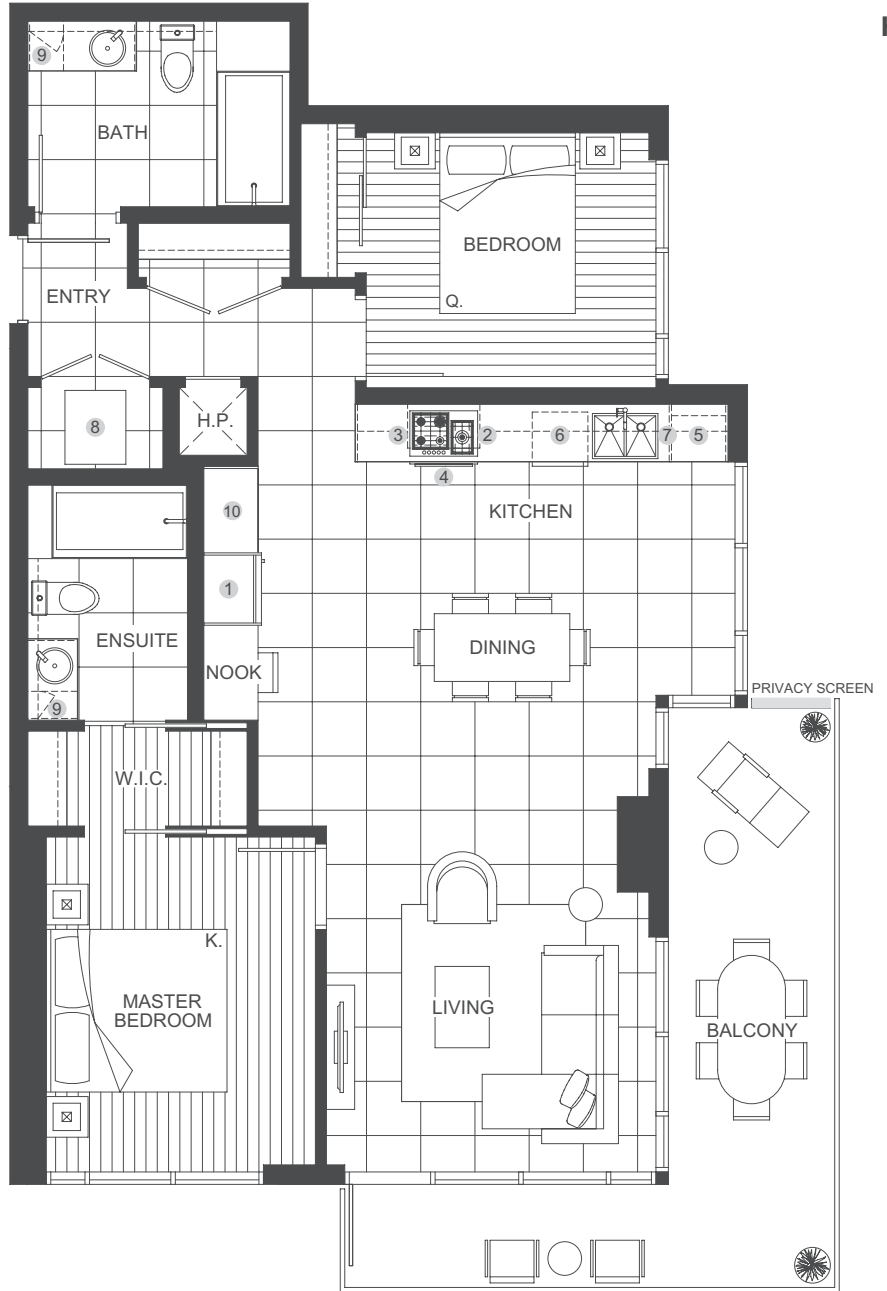 9
BATH
BEDROOM
Q.
ENTRY
8
H.P.
3
2
6
7
5
4
KITCHEN
10
1
ENSUITE
NOOK
9
DINING
PRIVACY SCREEN
W.I.C.
K.
MASTER
BEDROOM
LIVING
BALCONY